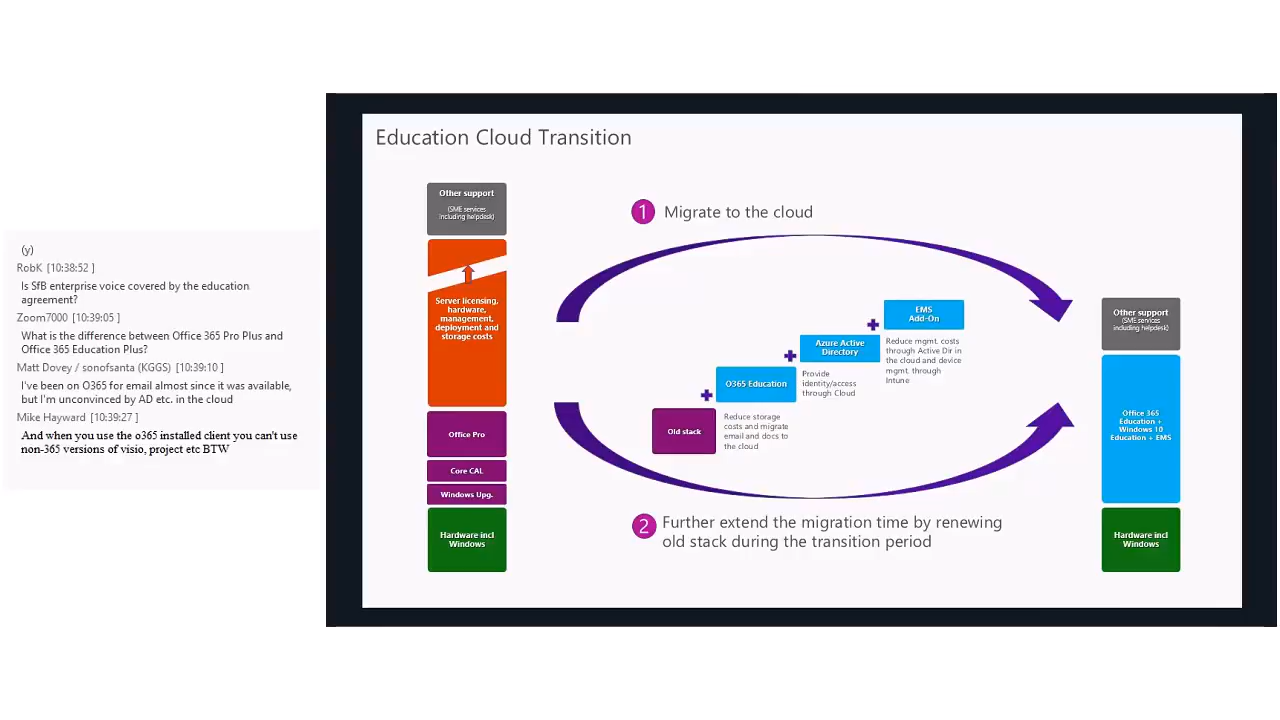 (y)
RobK [10:38:52 ]
Is SfB enterprise voice covered by the education
agreement?
Zoom7000 [10:39:05 ]
What is the difference between Office 365 Pro Plus and
Office 365 Education Plus?
Matt Dovey / sonofsanta (KGGS) [10:39:10 ]
I've been on O365 for email almost since it was available,
but I'm unconvinced by AD etc. in the cloud
Mike Hayward [10:39:27 ]
And when you use the o365 installed client you can't use
non-365 versions of visio, project etc BTW
Education Cloud Transition
Other support
(SME services
including helpdesk)
Server licensing,
hardware,
management,
deployment and
storage costs
Office Pro
Core CAL
Windows Upg.
Hardware incl
Windows
1 Migrate to the cloud
EMS
Add-On
Reduce mgmt. costs
through Active Dir in
the cloud and device
mgmt. through
Intune
Azure Active
Directory
Provide
identity/access
through Cloud
O365 Education
Reduce storage
costs and migrate
email and docs to
the cloud
Old stack
2 Further extend the migration time by renewing
old stack during the transition period
Other support
(SME services
including helpdesk)
Office 365
Education +
Windows 10
Education + EMS
Hardware incl
Windows